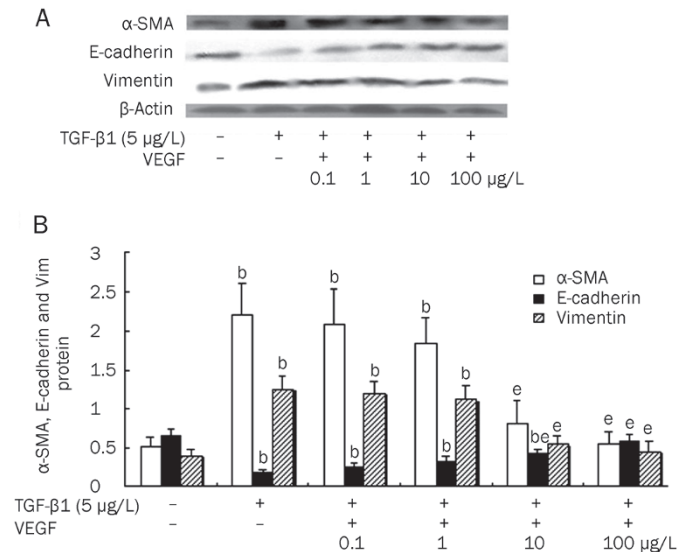 A
α-SMA
E-cadherin
Vimentin
β-Actin
TGF-β1 (5 μg/L) – + + + + +
VEGF – – + + + +
0.1 1 10 100 μg/L
B
α-SMA, E-cadherin and Vim
protein
3
2.5
2
1.5
1
0.5
0
b b b b b b b b b e be e e e e
α-SMA
E-cadherin
Vimentin
TGF-β1 (5 μg/L) – + + + + +
VEGF – – + + + +
0.1 1 10 100 μg/L